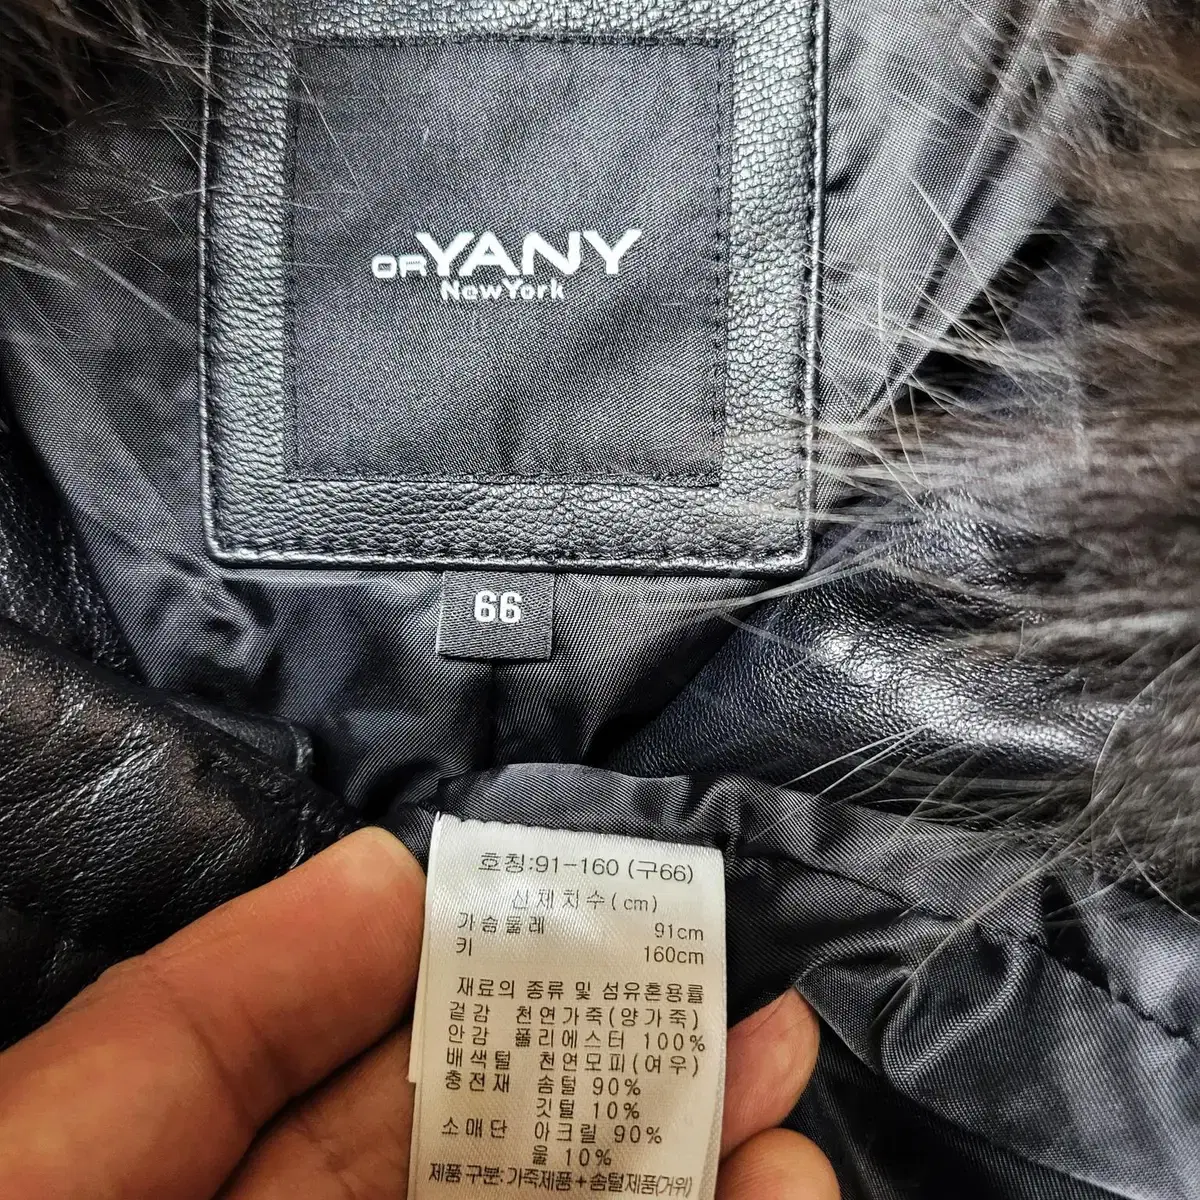 orYANY
NewYork
66
호칭:91-160 (구66)
신체치수(cm)
가슴둘레 91cm
키 160cm
재료의 종류 및 섬유혼용률
겉감 천연가죽(양가죽)
안감 폴리에스터 100%
배색털 천연모피(여우)
충전재 솜털 90%
깃털 10%
소매단 아크릴 90%
울 10%
제품 구분: 가죽제품+솜털제품(거위)